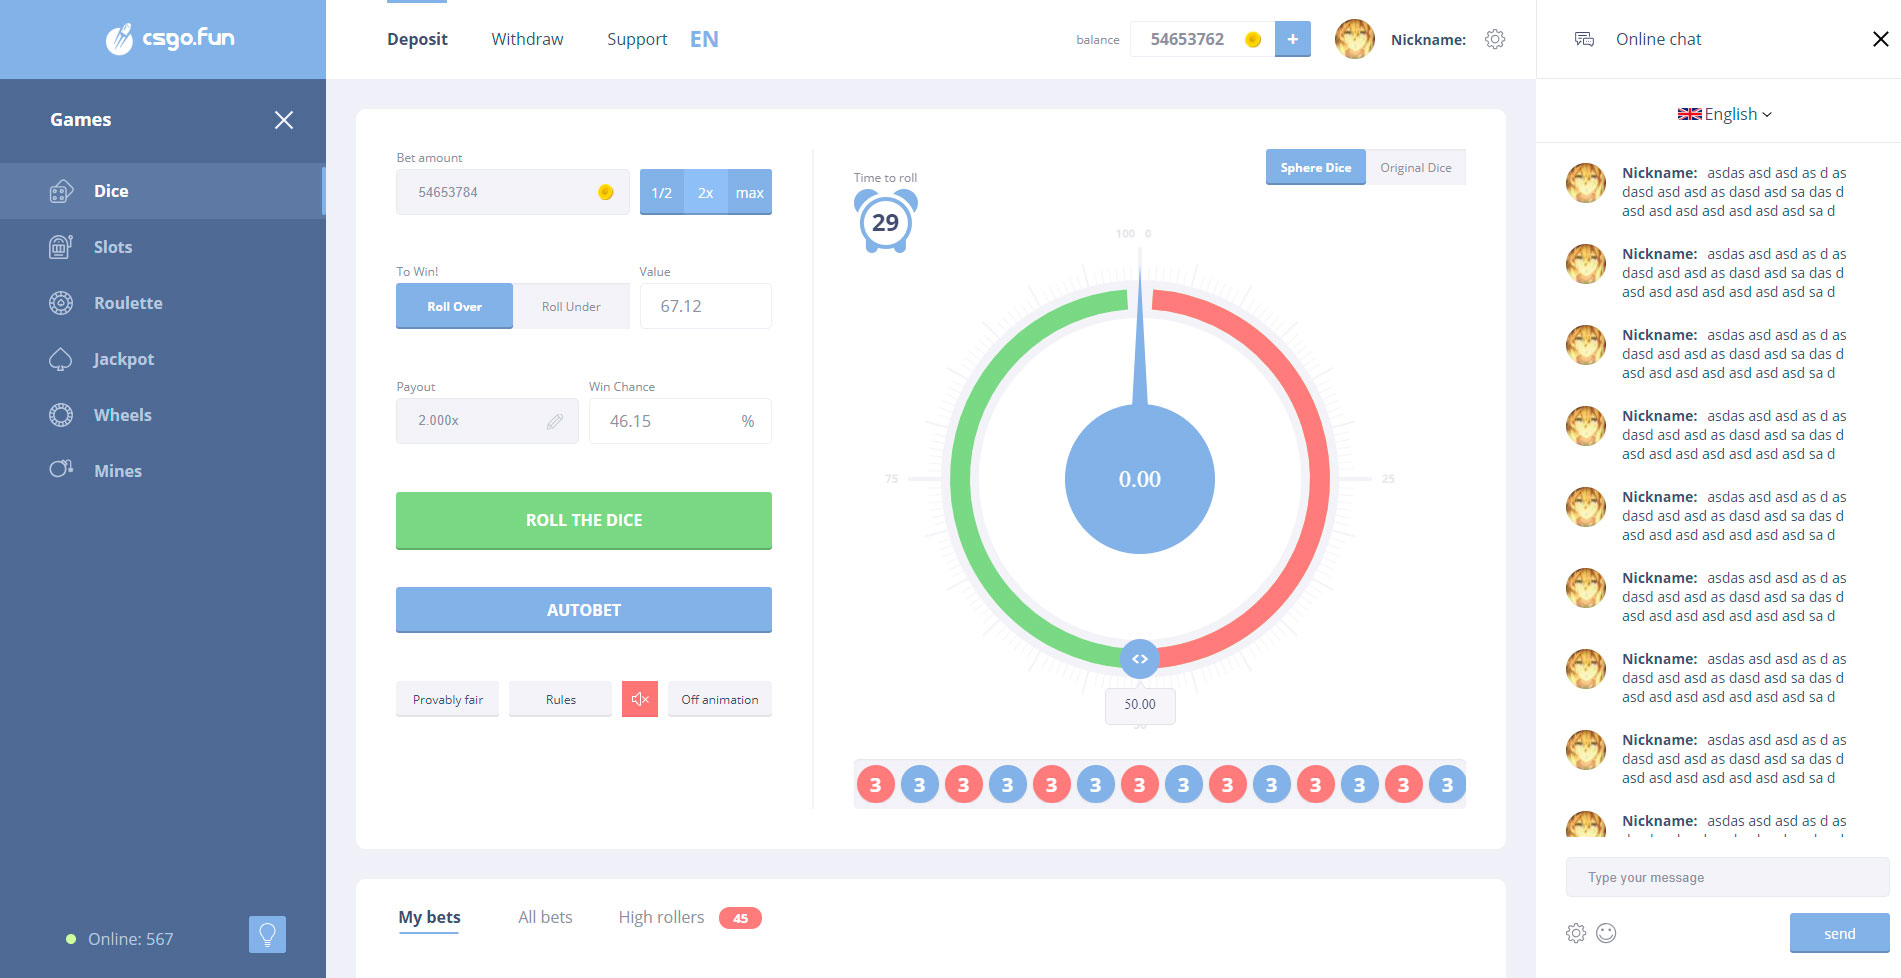 csgo.fun
Deposit
Withdraw
Support
EN
balance
54653762
+
Nickname:
Online chat
Games
Dice
Slots
Roulette
Jackpot
Wheels
Mines
Online: 567
Bet amount
54653784
1/2
2x
max
To Win!
Roll Over
Roll Under
Value
67.12
Payout
2.000x
Win Chance
46.15
%
ROLL THE DICE
AUTOBET
Provably fair
Rules
Off animation
Time to roll
29
Sphere Dice
Original Dice
100 0
75
25
0.00
<>
50.00
3 3 3 3 3 3 3 3 3 3 3 3 3 3
My bets
All bets
High rollers
45
English
Nickname: asdas asd asd as d as
dasd asd asd as dasd asd sa das d
asd asd asd asd asd asd asd sa d
Nickname: asdas asd asd as d as
dasd asd asd as dasd asd sa das d
asd asd asd asd asd asd asd sa d
Nickname: asdas asd asd as d as
dasd asd asd as dasd asd sa das d
asd asd asd asd asd asd asd sa d
Nickname: asdas asd asd as d as
dasd asd asd as dasd asd sa das d
asd asd asd asd asd asd asd sa d
Nickname: asdas asd asd as d as
dasd asd asd as dasd asd sa das d
asd asd asd asd asd asd asd sa d
Nickname: asdas asd asd as d as
dasd asd asd as dasd asd sa das d
asd asd asd asd asd asd asd sa d
Nickname: asdas asd asd as d as
dasd asd asd as dasd asd sa das d
asd asd asd asd asd asd asd sa d
Nickname: asdas asd asd as d as
dasd asd asd as dasd asd sa das d
asd asd asd asd asd asd asd sa d
Nickname: asdas asd asd as d as
Type your message
send